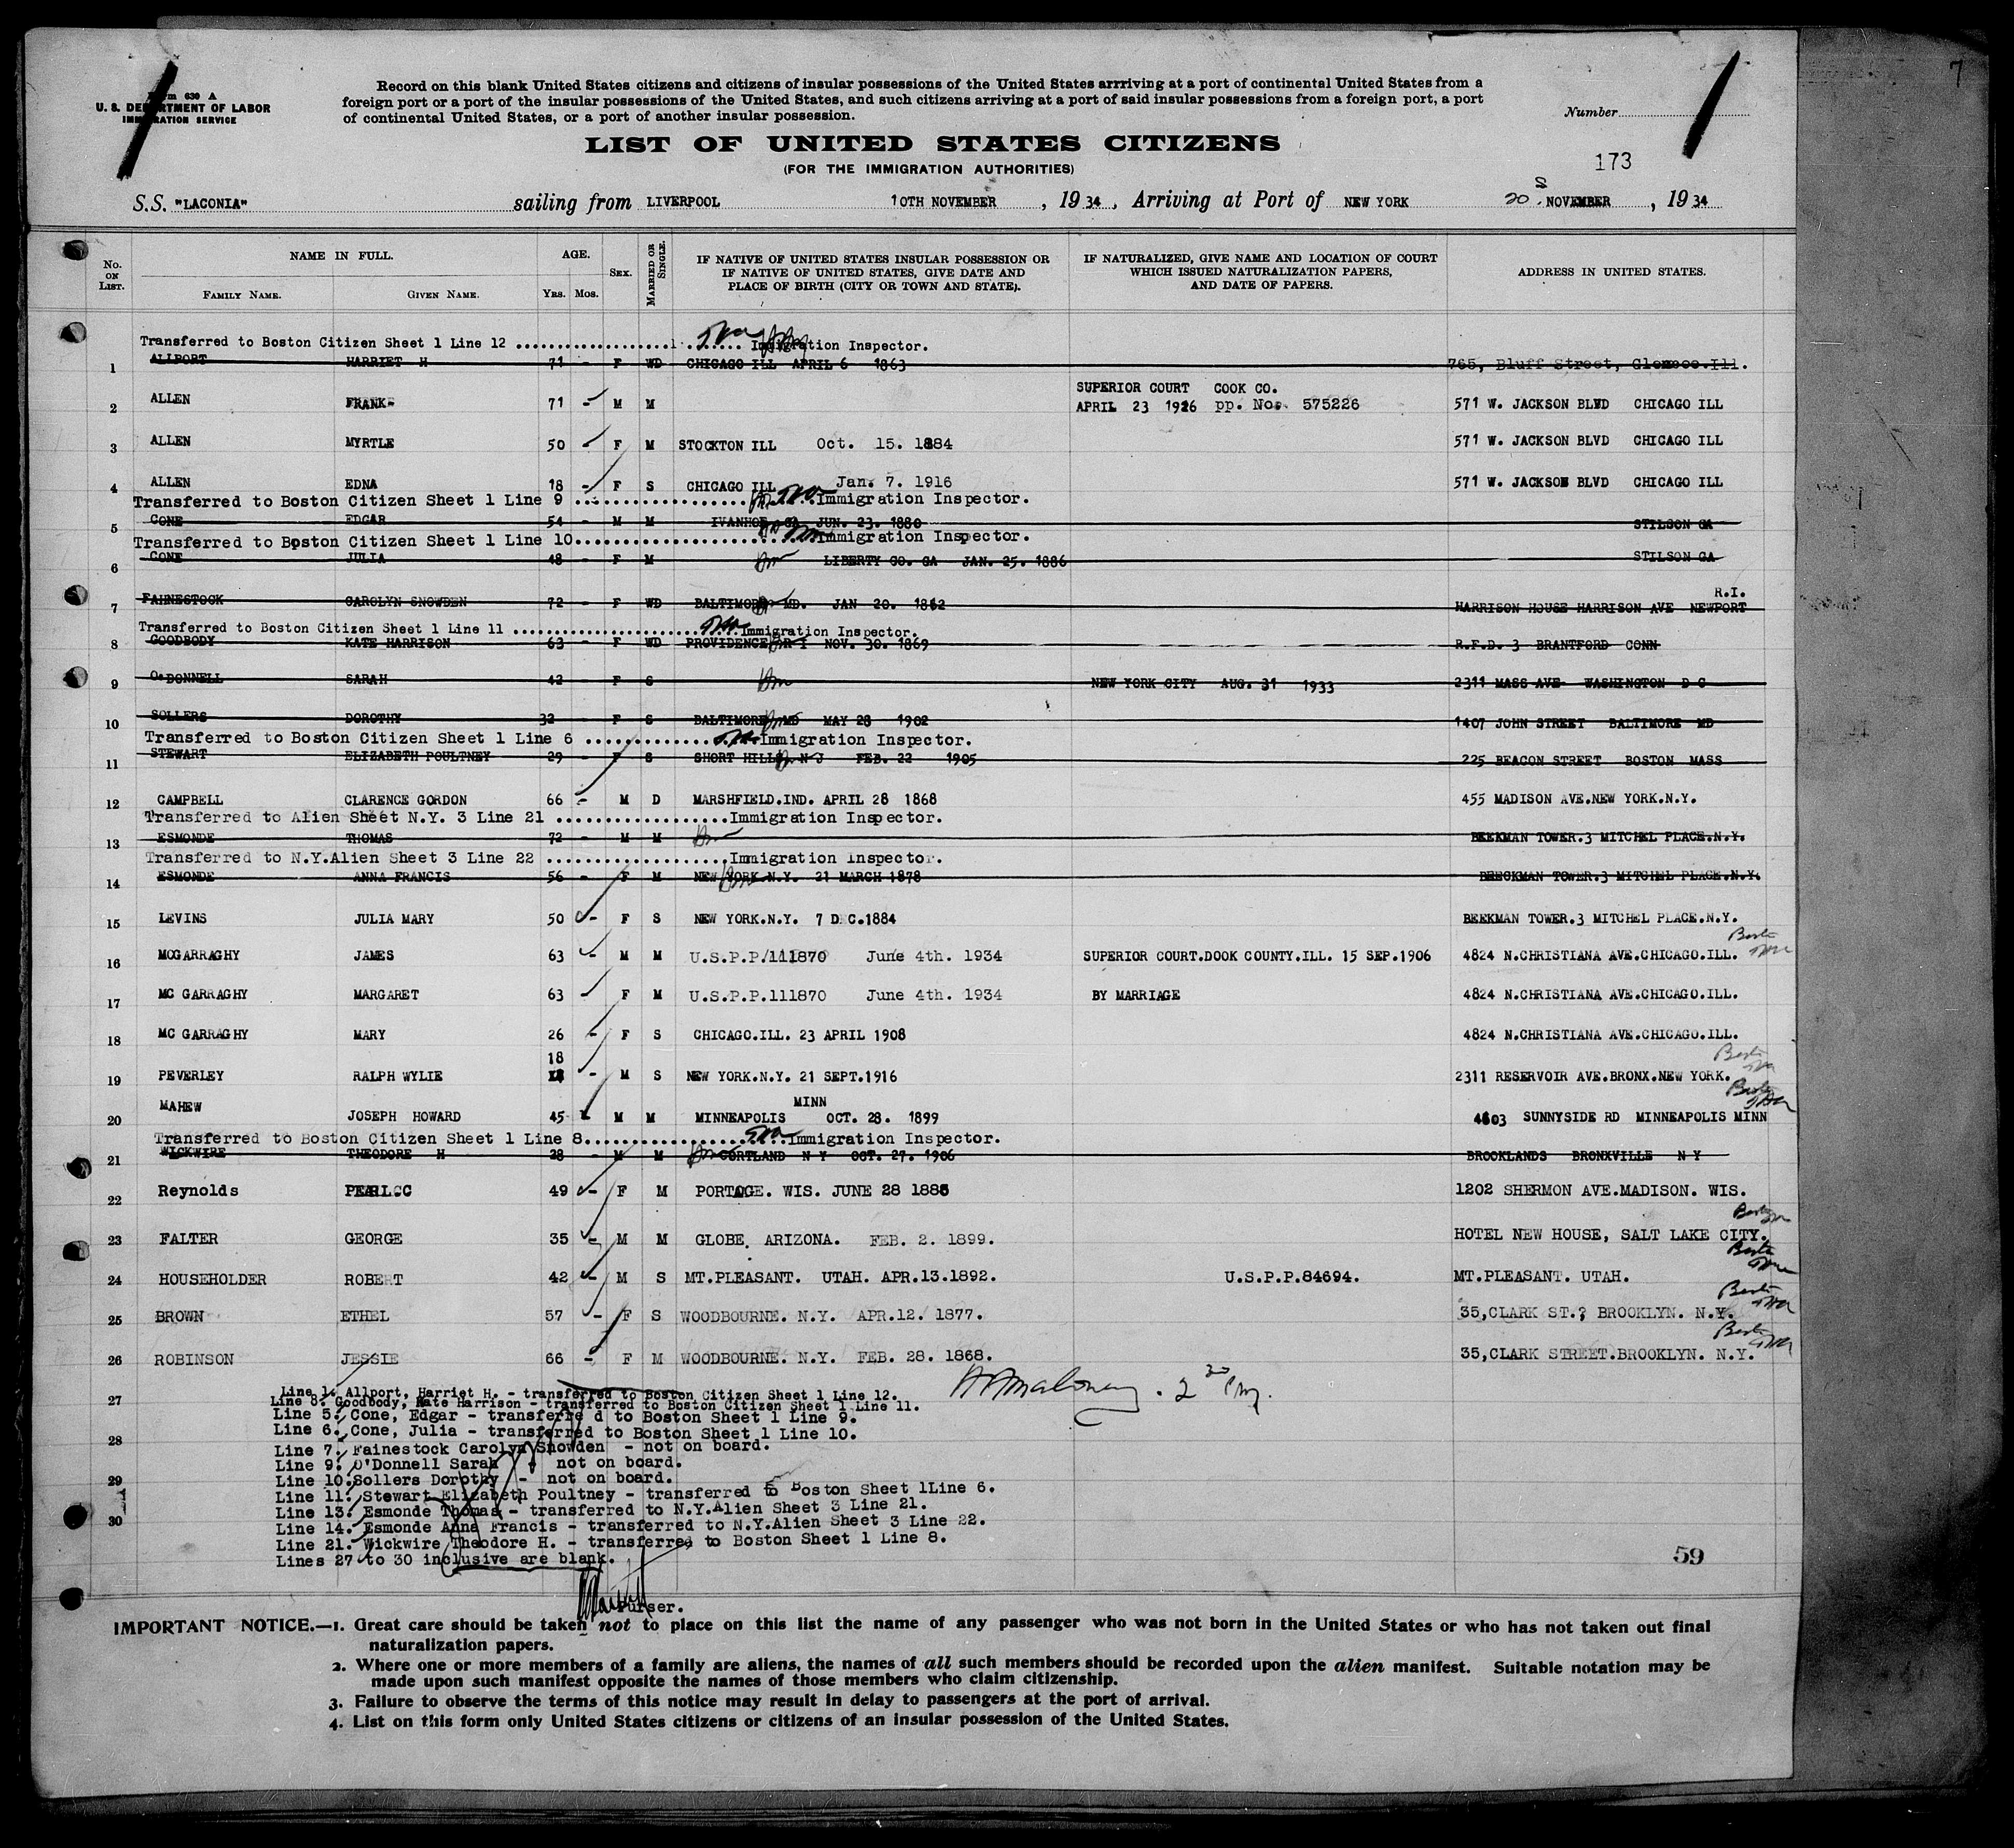 7
Form 630 A
U. S. DEPARTMENT OF LABOR
IMMIGRATION SERVICE
Record on this blank United States citizens and citizens of insular possessions of the United States arrriving at a port of continental United States from a
foreign port or a port of the insular possessions of the United States, and such citizens arriving at a port of said insular possessions from a foreign port, a port
of continental United States, or a port of another insular possession.
Number
LIST OF UNITED STATES CITIZENS
(FOR THE IMMIGRATION AUTHORITIES)
173
S.S. "LACONIA" sailing from LIVERPOOL 10TH NOVEMBER, 1934, Arriving at Port of NEW YORK 20 NOVEMBER, 1934
No. ON LIST. NAME IN FULL. FAMILY NAME. GIVEN NAME. AGE. YRS. MOS. SEX. MARRIED OR SINGLE. IF NATIVE OF UNITED STATES INSULAR POSSESSION OR IF NATIVE OF UNITED STATES, GIVE DATE AND PLACE OF BIRTH (CITY OR TOWN AND STATE). IF NATURALIZED, GIVE NAME AND LOCATION OF COURT WHICH ISSUED NATURALIZATION PAPERS, AND DATE OF PAPERS. ADDRESS IN UNITED STATES.
Transferred to Boston Citizen Sheet 1 Line 12 Immigration Inspector.
1 ALLPORT HARRIET H 71 - F WD CHICAGO ILL APRIL 6 1863 765, Bluff Street, Glencoe.Ill.
SUPERIOR COURT COOK CO.
2 ALLEN FRANK 71 - M M APRIL 23 1926 pp. No. 575226 571 W. JACKSON BLVD CHICAGO ILL
3 ALLEN MYRTLE 50 - F M STOCKTON ILL Oct. 15. 1884 571 W. JACKSON BLVD CHICAGO ILL
4 ALLEN EDNA 18 - F S CHICAGO ILL Jan. 7. 1916 571 W. JACKSON BLVD CHICAGO ILL
Transferred to Boston Citizen Sheet 1 Line 9 Immigration Inspector.
5 CONE EDGAR 54 - M M IVANHOE GA JUN. 23. 1880 STILSON GA
Transferred to Boston Citizen Sheet 1 Line 10 Immigration Inspector.
6 CONE JULIA 48 - F M LIBERTY CO. GA JAN. 25. 1886 STILSON GA
R.I.
7 FAHNESTOCK CAROLYN SNOWDEN 72 - F WD BALTIMORE MD. JAN 20. 1862 HARRISON HOUSE HARRISON AVE NEWPORT
Transferred to Boston Citizen Sheet 1 Line 11 Immigration Inspector.
8 GOODBODY KATE HARRISON 63 - F WD PROVIDENCE R I NOV. 30. 1869 R.F.D. 3 BRANTFORD CONN
9 O'DONNELL SARAH 42 - F S NEW YORK CITY AUG. 31 1933 2311 MASS AVE WASHINGTON D C
10 SOLLERS DOROTHY 32 F S BALTIMORE MD MAY 28 1902 1407 JOHN STREET BALTIMORE MD
Transferred to Boston Citizen Sheet 1 Line 6 Immigration Inspector.
11 STEWART ELIZABETH POULTNEY 29 - F S SHORT HILLS N J FEB. 22 1905 225 BEACON STREET BOSTON MASS
12 CAMPBELL CLARENCE GORDON 66 - M D MARSHFIELD.IND. APRIL 28 1868 455 MADISON AVE.NEW YORK.N.Y.
Transferred to Alien Sheet N.Y. 3 Line 21 Immigration Inspector.
13 ESMONDE THOMAS 72 - M M BEEKMAN TOWER.3 MITCHEL PLACE.N.Y.
Transferred to N.Y.Alien Sheet 3 Line 22 Immigration Inspector.
14 ESMONDE ANNA FRANCIS 56 - F M NEW YORK N.Y. 21 MARCH 1878 BEECKMAN TOWER.3 MITCHEL PLACE.N.Y.
15 LEVINS JULIA MARY 50 - F S NEW YORK.N.Y. 7 DEC.1884 BEEKMAN TOWER.3 MITCHEL PLACE.N.Y.
16 MCGARRAGHY JAMES 63 - M M U.S.P.P.111870 June 4th. 1934 SUPERIOR COURT.DOOK COUNTY.ILL. 15 SEP.1906 4824 N.CHRISTIANA AVE.CHICAGO.ILL.
17 MC GARRAGHY MARGARET 63 - F M U.S.P.P.111870 June 4th. 1934 BY MARRIAGE 4824 N.CHRISTIANA AVE.CHICAGO.ILL.
18 MC GARRAGHY MARY 26 - F S CHICAGO.ILL. 23 APRIL 1908 4824 N.CHRISTIANA AVE.CHICAGO.ILL.
18
19 PEVERLEY RALPH WYLIE - M S NEW YORK.N.Y. 21 SEPT.1916 2311 RESERVOIR AVE.BRONX.NEW YORK.
MINN
20 MAHEW JOSEPH HOWARD 45 M M MINNEAPOLIS OCT. 28. 1899 4603 SUNNYSIDE RD MINNEAPOLIS MINN
Transferred to Boston Citizen Sheet 1 Line 8 Immigration Inspector.
21 WICKWIRE THEODORE H 28 - M M CORTLAND N Y OCT. 27. 1906 BROOKLANDS BRONXVILLE N Y
22 Reynolds 49 - F M PORTAGE. WIS. JUNE 28 1885 1202 SHERMON AVE.MADISON. WIS.
23 FALTER GEORGE 35 - M M GLOBE. ARIZONA. FEB. 2. 1899. HOTEL NEW HOUSE, SALT LAKE CITY.
24 HOUSEHOLDER ROBERT 42 - M S MT.PLEASANT. UTAH. APR.13.1892. U.S.P.P.84694. MT.PLEASANT. UTAH.
25 BROWN ETHEL 57 - F S WOODBOURNE. N.Y. APR.12. 1877. 35,CLARK ST., BROOKLYN. N.Y.
26 ROBINSON JESSIE 66 - F M WOODBOURNE. N.Y. FEB. 28. 1868. 35,CLARK STREET.BROOKLYN. N.Y.
27
28
29
30
Line 1. Allport, Harriet H. - transferred to Boston Citizen Sheet 1 Line 12.
Line 8. Goodbody, Kate Harrison - transferred to Boston Citizen Sheet 1 Line 11.
Line 5. Cone, Edgar - transferred to Boston Sheet 1 Line 9.
Line 6. Cone, Julia - transferred to Boston Sheet 1 Line 10.
Line 7. Fainestock Carolyn Snowden - not on board.
Line 9. O'Donnell Sarah - not on board.
Line 10.Sollers Dorothy - not on board.
Line 11. Stewart Elizabeth Poultney - transferred to Boston Sheet 1Line 6.
Line 13. Esmonde Thomas - transferred to N.Y.Alien Sheet 3 Line 21.
Line 14. Esmonde Anna Francis - transferred to N.Y.Alien Sheet 3 Line 22.
Line 21. Wickwire Theodore H. - transferred to Boston Sheet 1 Line 8.
Lines 27 to 30 inclusive are blank.
59
Purser.
IMPORTANT NOTICE.—1. Great care should be taken not to place on this list the name of any passenger who was not born in the United States or who has not taken out final
naturalization papers.
2. Where one or more members of a family are aliens, the names of all such members should be recorded upon the alien manifest. Suitable notation may be
made upon such manifest opposite the names of those members who claim citizenship.
3. Failure to observe the terms of this notice may result in delay to passengers at the port of arrival.
4. List on this form only United States citizens or citizens of an insular possession of the United States.